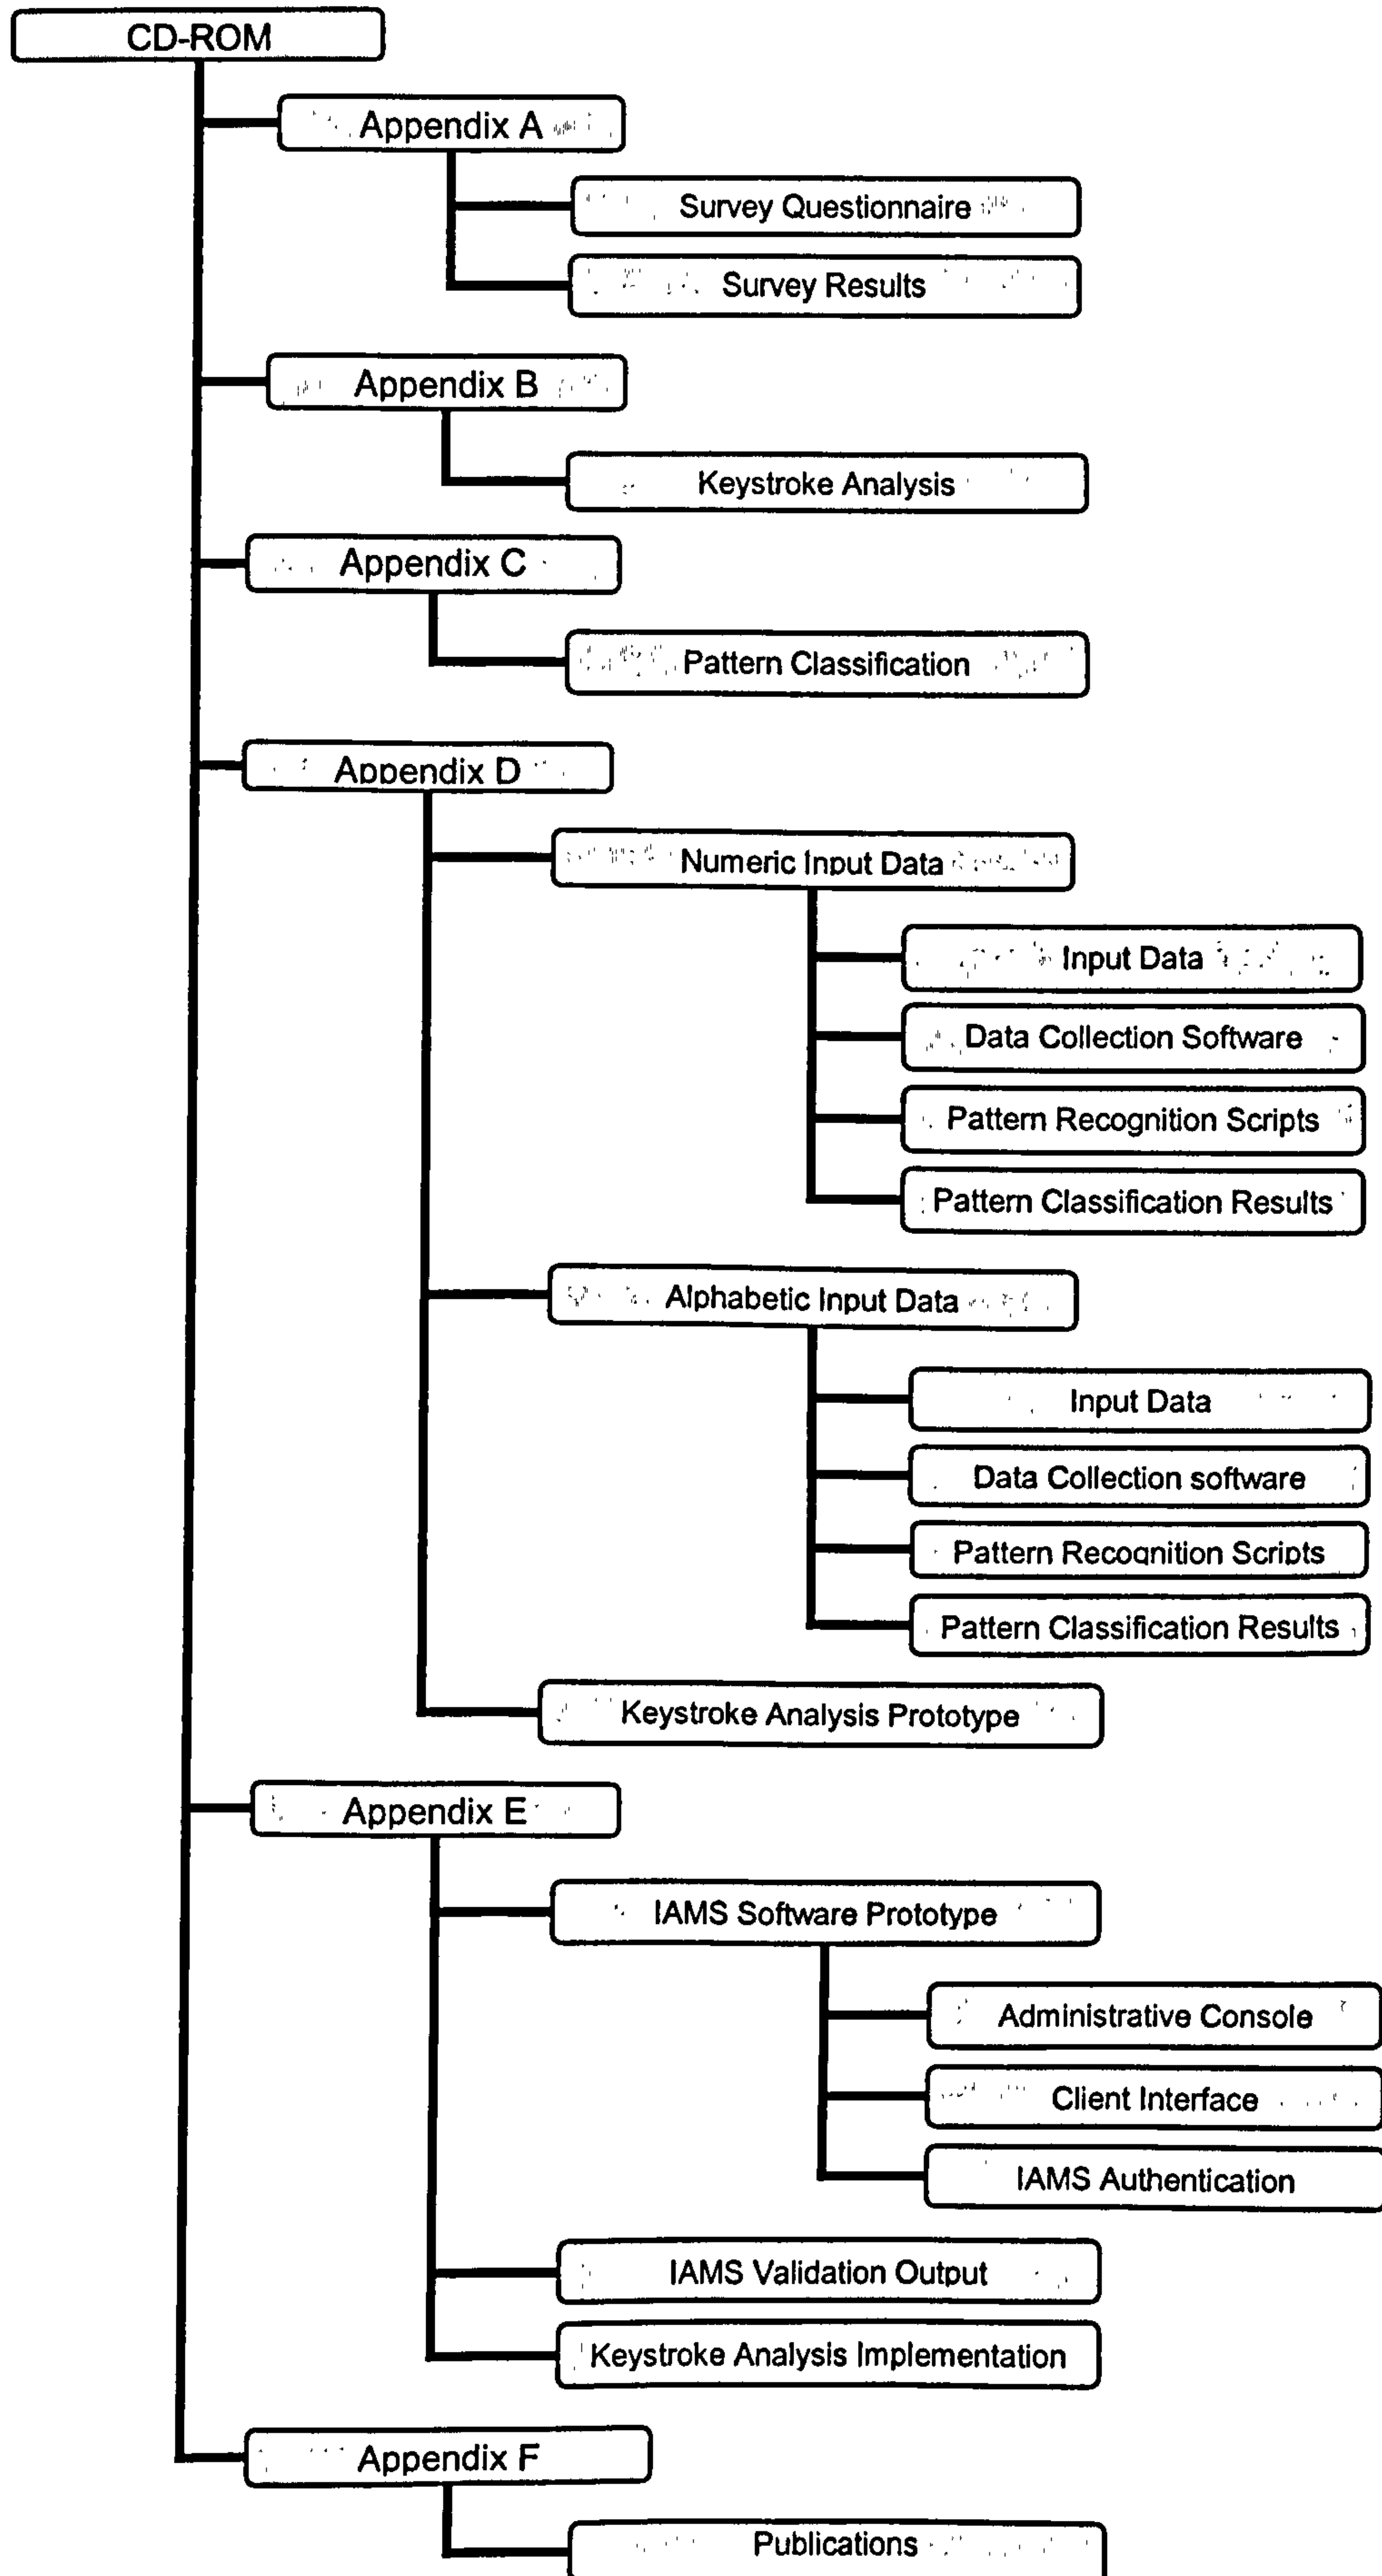 CD-ROM
Appendix A
Survey Questionnaire
Survey Results
Appendix B
Keystroke Analysis
Appendix C
Pattern Classification
Appendix D
Numeric Input Data
Input Data
Data Collection Software
Pattern Recognition Scripts
Pattern Classification Results
Alphabetic Input Data
Input Data
Data Collection software
Pattern Recognition Scripts
Pattern Classification Results
Keystroke Analysis Prototype
Appendix E
IAMS Software Prototype
Administrative Console
Client Interface
IAMS Authentication
IAMS Validation Output
Keystroke Analysis Implementation
Appendix F
Publications